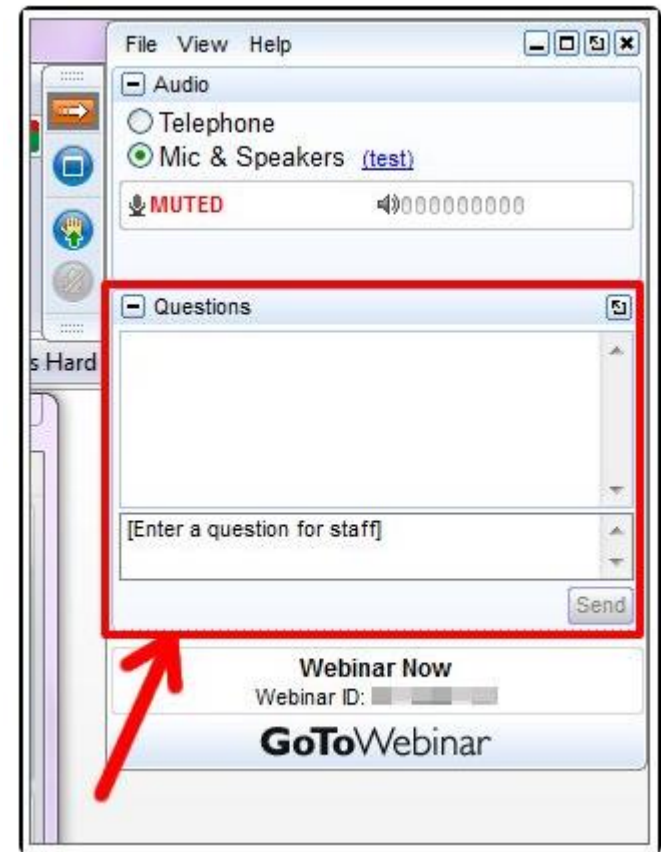 File View Help
Audio
Telephone
Mic & Speakers (test)
MUTED
Questions
s Hard
[Enter a question for staff]
Send
Webinar Now
Webinar ID:
GoToWebinar